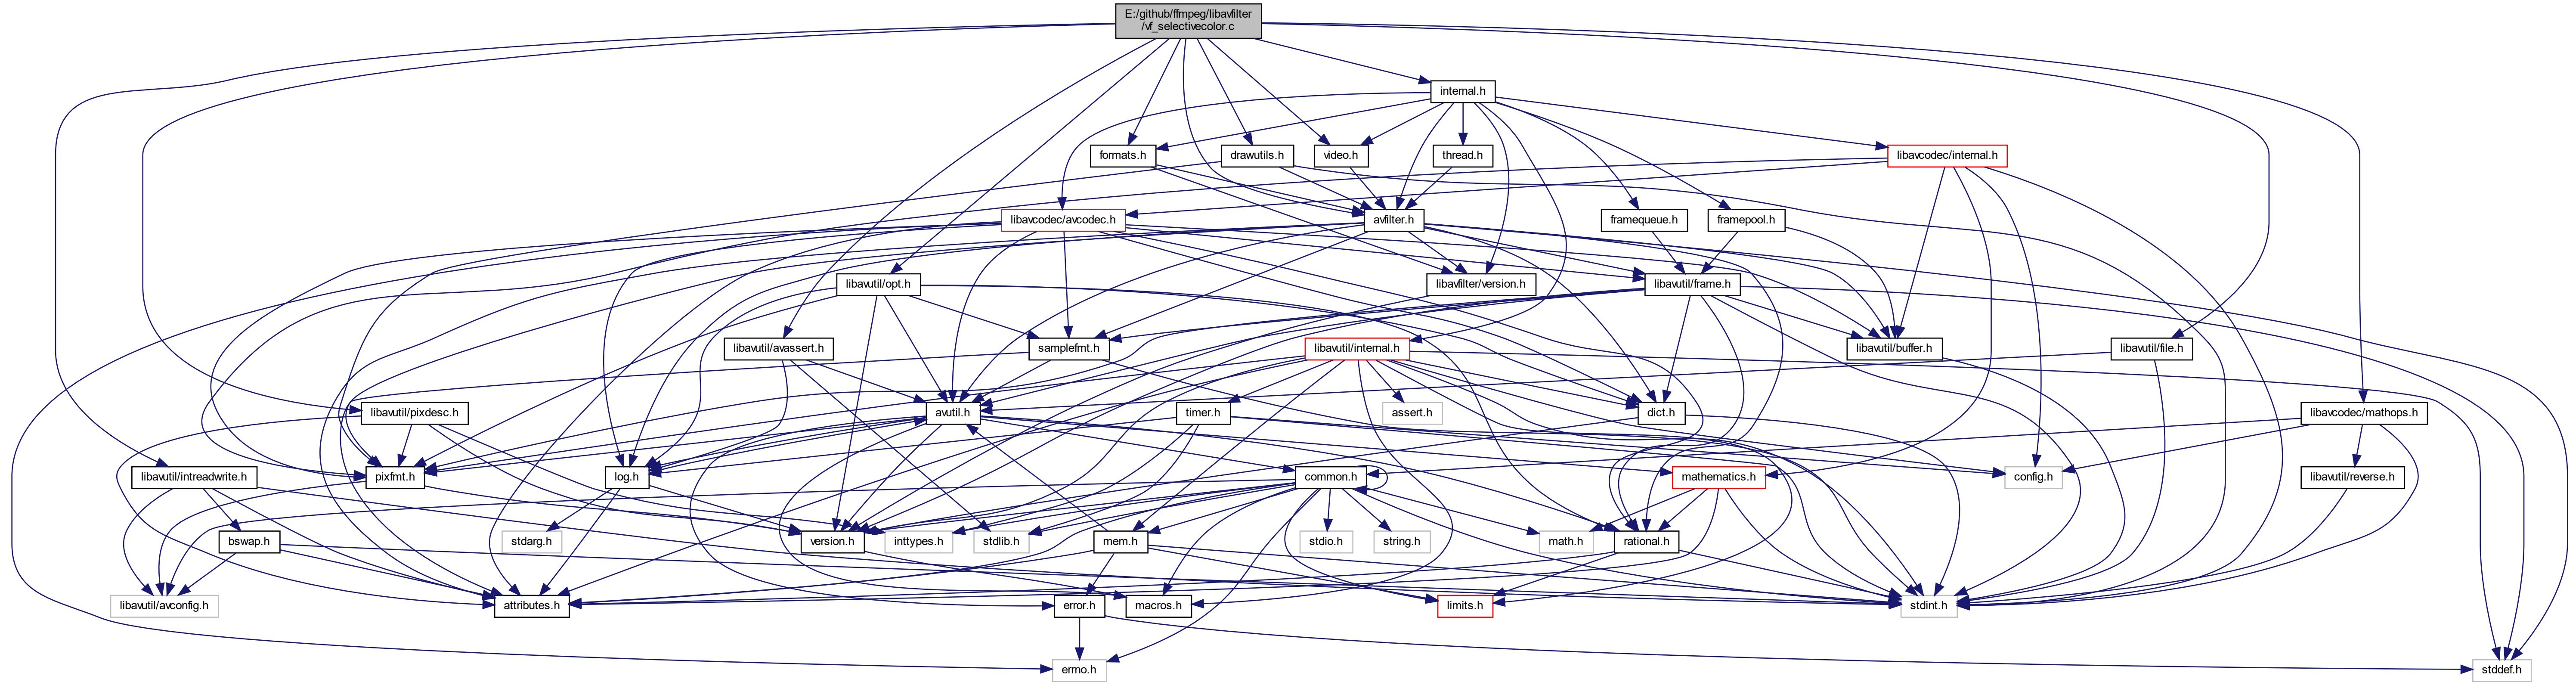 E:/github/ffmpeg/libavfilter
/vf_selectivecolor.c
internal.h
formats.h
drawutils.h
video.h
thread.h
libavcodec/internal.h
libavcodec/avcodec.h
avfilter.h
framequeue.h
framepool.h
libavutil/opt.h
libavfilter/version.h
libavutil/frame.h
libavutil/avassert.h
samplefmt.h
libavutil/internal.h
libavutil/buffer.h
libavutil/file.h
libavutil/pixdesc.h
avutil.h
timer.h
assert.h
dict.h
libavcodec/mathops.h
libavutil/intreadwrite.h
pixfmt.h
log.h
common.h
mathematics.h
config.h
libavutil/reverse.h
bswap.h
stdarg.h
version.h
inttypes.h
stdlib.h
mem.h
stdio.h
string.h
math.h
rational.h
libavutil/avconfig.h
attributes.h
error.h
macros.h
limits.h
stdint.h
errno.h
stddef.h